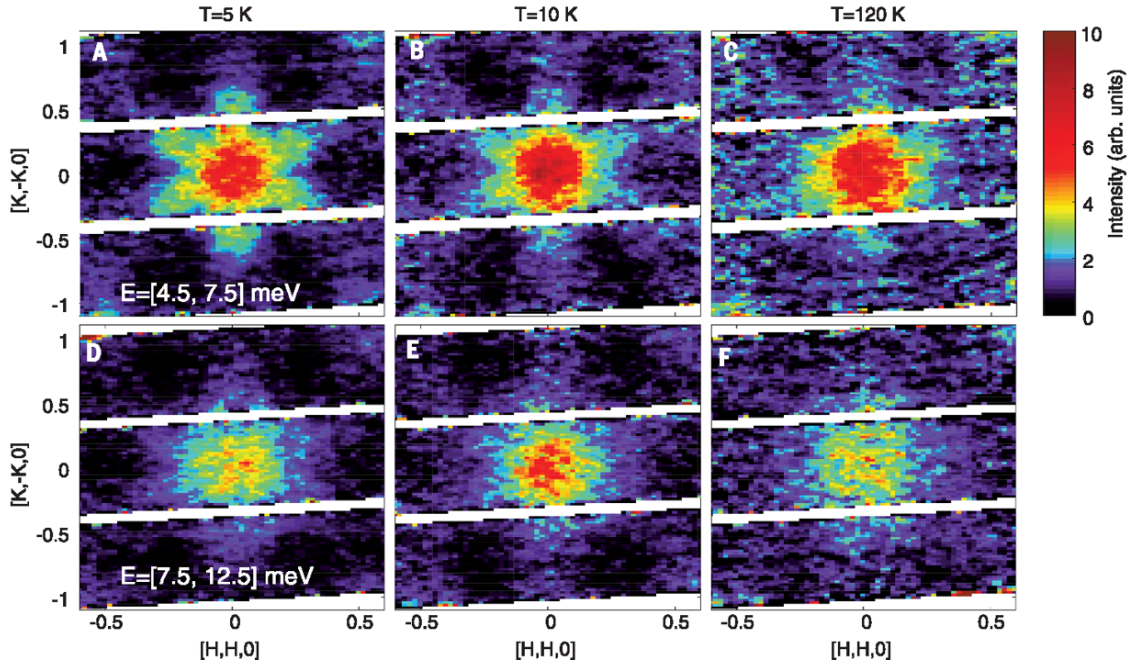 T=5 K T=10 K T=120 K
A B C
1 0.5 0 -0.5 -1
[K,-K,0]
E=[4.5, 7.5] meV
10 8 6 4 2 0
Intensity (arb. units)
D E F
1 0.5 0 -0.5 -1
[K,-K,0]
E=[7.5, 12.5] meV
-0.5 0 0.5 -0.5 0 0.5 -0.5 0 0.5
[H,H,0] [H,H,0] [H,H,0]